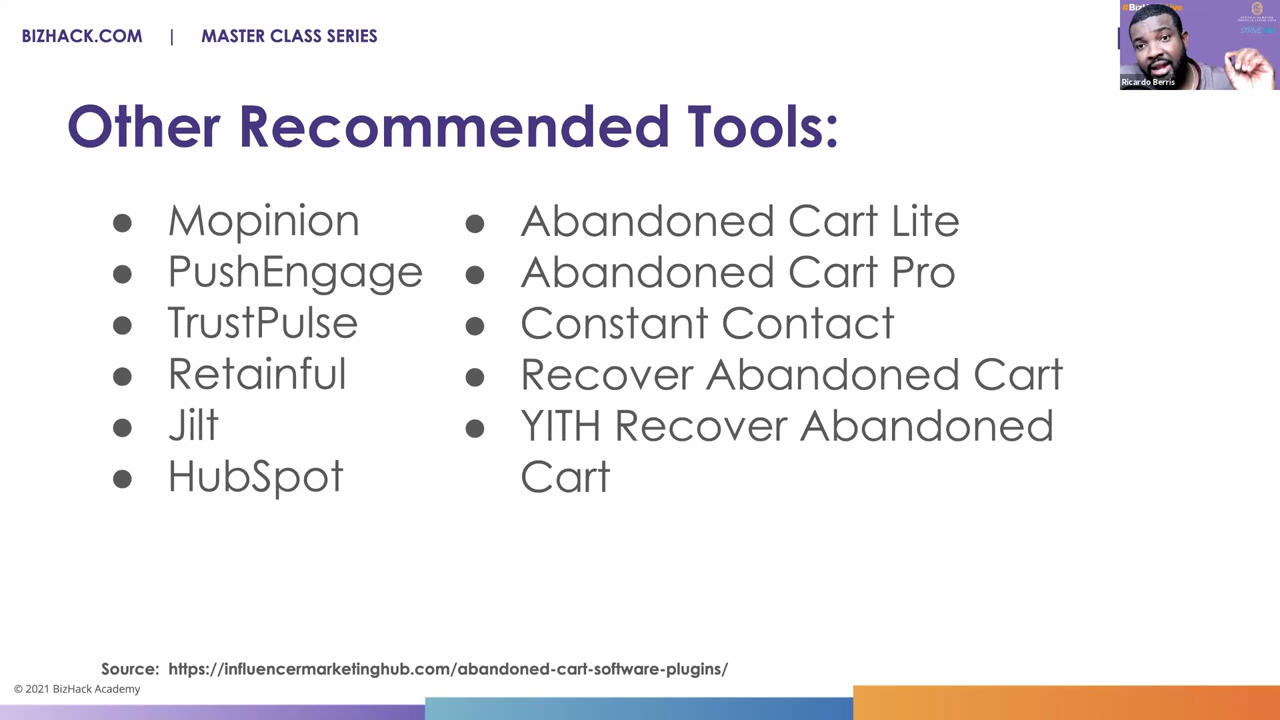 BIZHACK.COM | MASTER CLASS SERIES
Ricardo Berris
Other Recommended Tools:
● Mopinion
● PushEngage
● TrustPulse
● Retainful
● Jilt
● HubSpot
● Abandoned Cart Lite
● Abandoned Cart Pro
● Constant Contact
● Recover Abandoned Cart
● YITH Recover Abandoned
Cart
Source: https://influencermarketinghub.com/abandoned-cart-software-plugins/
© 2021 BizHack Academy